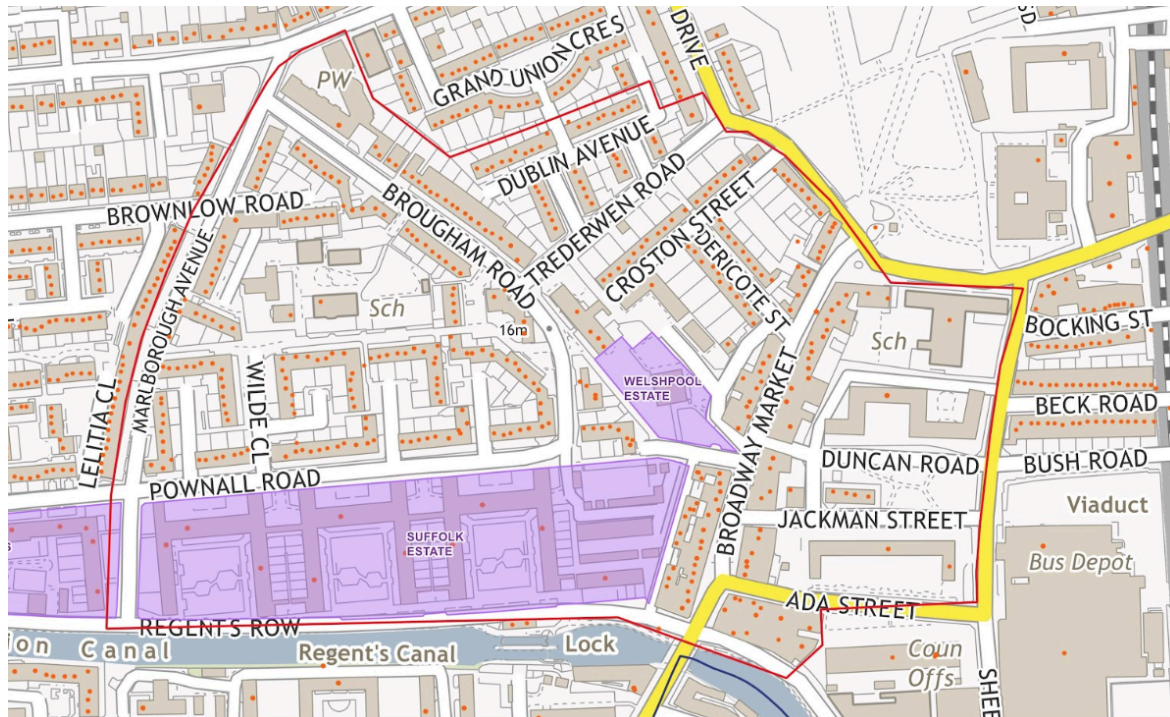 DRIVE
GRAND UNION CRES
PW
DUBLIN AVENUE
BROWNLOW ROAD
BROUGHAM ROAD
TREDERWEN ROAD
CROSTON STREET
DERICOTE ST
MARLBOROUGH AVENUE
Sch
16m
Sch
BOCKING ST
WELSHPOOL
ESTATE
LELITIA CL
WILDE CL
BROADWAY MARKET
BECK ROAD
POWNALL ROAD
DUNCAN ROAD
BUSH ROAD
Viaduct
JACKMAN STREET
SUFFOLK
ESTATE
Bus Depot
ADA STREET
REGENT'S ROW
ion Canal
Regent's Canal
Lock
Coun
Offs
SHEE